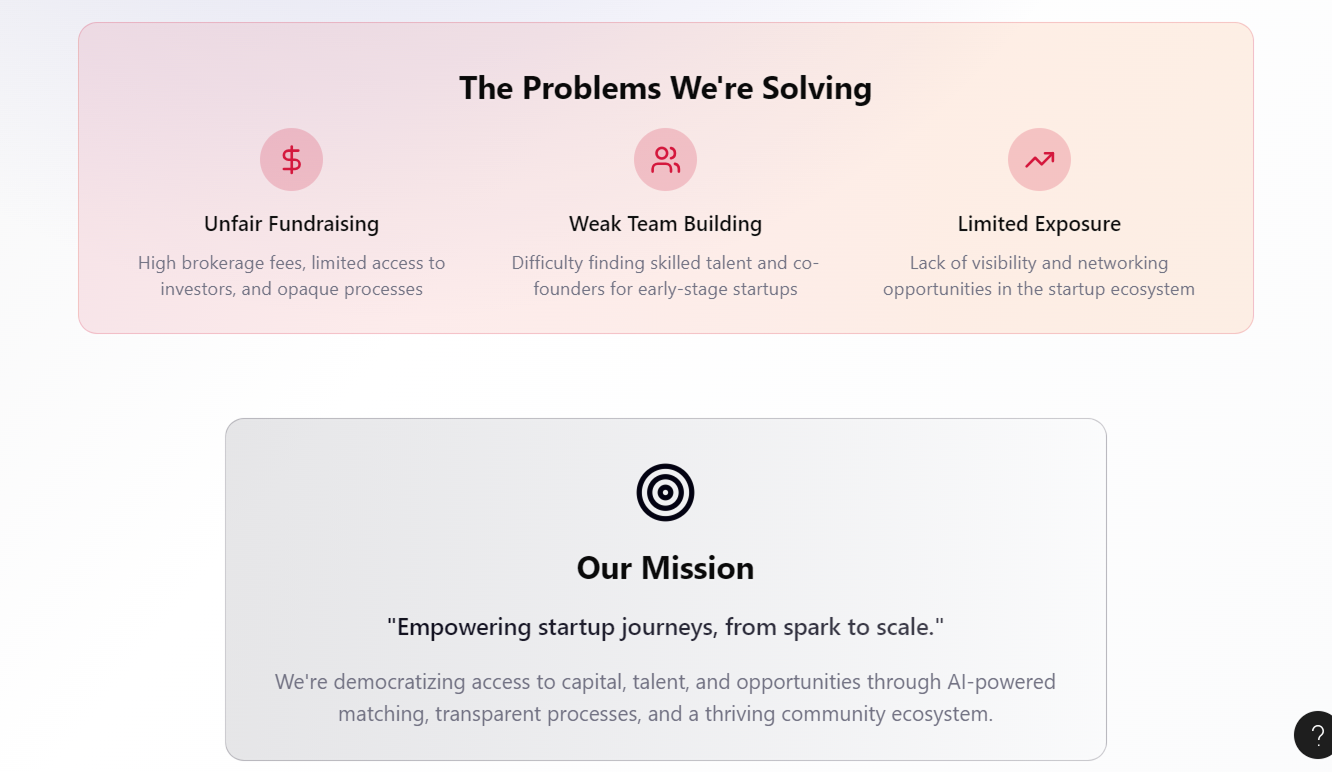 The Problems We're Solving
Unfair Fundraising
High brokerage fees, limited access to
investors, and opaque processes
Weak Team Building
Difficulty finding skilled talent and co-
founders for early-stage startups
Limited Exposure
Lack of visibility and networking
opportunities in the startup ecosystem
Our Mission
"Empowering startup journeys, from spark to scale."
We're democratizing access to capital, talent, and opportunities through AI-powered
matching, transparent processes, and a thriving community ecosystem.
?